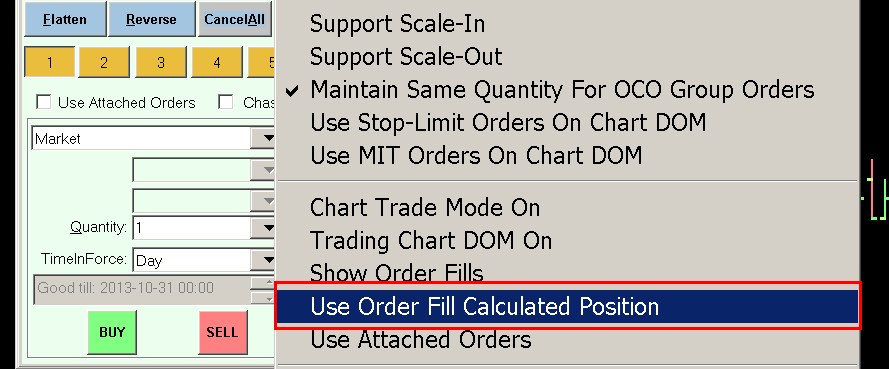 Flatten Reverse CancelAll
1 2 3 4 5
Use Attached Orders Chas
Market
Quantity: 1
TimeInForce: Day
Good till: 2013-10-31 00:00
BUY SELL
Support Scale-In
Support Scale-Out
Maintain Same Quantity For OCO Group Orders
Use Stop-Limit Orders On Chart DOM
Use MIT Orders On Chart DOM
Chart Trade Mode On
Trading Chart DOM On
Show Order Fills
Use Order Fill Calculated Position
Use Attached Orders